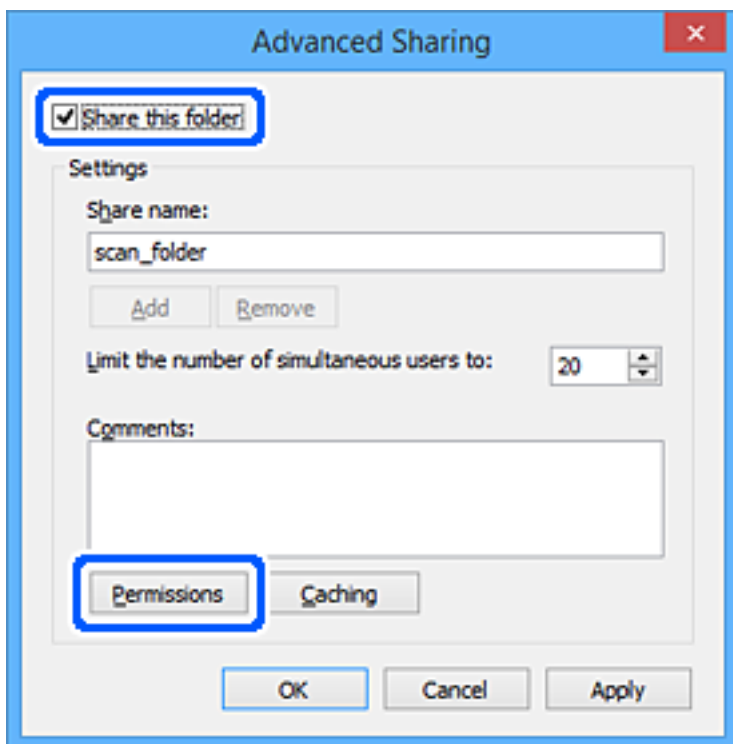 Advanced Sharing
Share this folder
Settings
Share name:
scan_folder
Add Remove
Limit the number of simultaneous users to: 20
Comments:
Permissions Caching
OK Cancel Apply